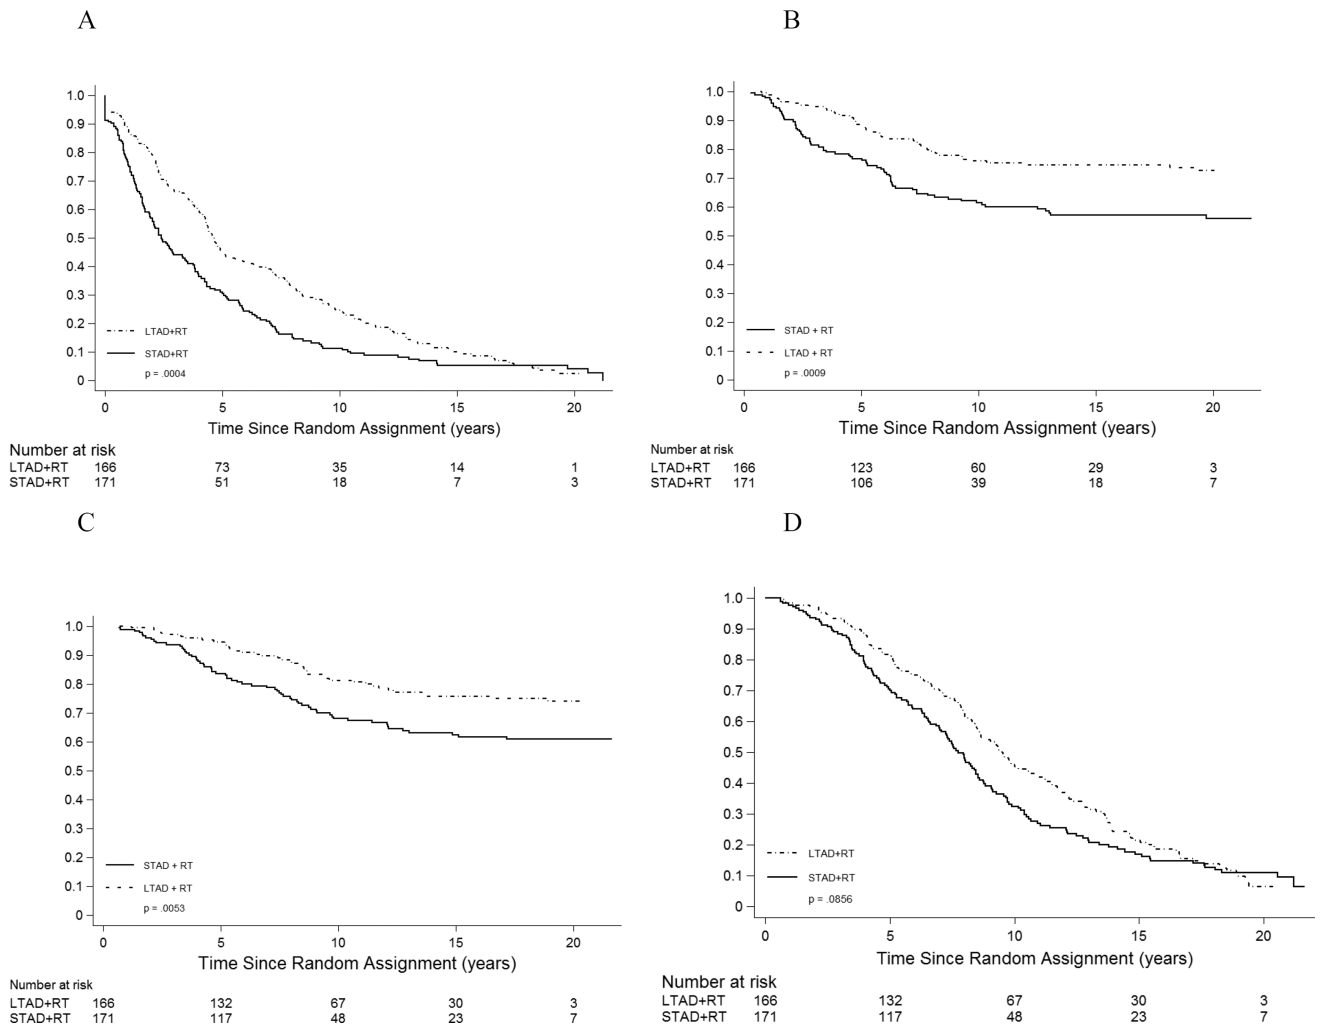 A
1.0
0.9
0.8
0.7
0.6
0.5
0.4
0.3
0.2
0.1
0
LTAD+RT
STAD+RT
p = .0004
0 5 10 15 20
Time Since Random Assignment (years)
Number at risk
LTAD+RT 166 73 35 14 1
STAD+RT 171 51 18 7 3
B
1.0
0.9
0.8
0.7
0.6
0.5
0.4
0.3
0.2
0.1
0
STAD + RT
LTAD + RT
p = .0009
0 5 10 15 20
Time Since Random Assignment (years)
Number at risk
LTAD+RT 166 123 60 29 3
STAD+RT 171 106 39 18 7
C
1.0
0.9
0.8
0.7
0.6
0.5
0.4
0.3
0.2
0.1
0
STAD + RT
LTAD + RT
p = .0053
0 5 10 15 20
Time Since Random Assignment (years)
Number at risk
LTAD+RT 166 132 67 30 3
STAD+RT 171 117 48 23 7
D
1.0
0.9
0.8
0.7
0.6
0.5
0.4
0.3
0.2
0.1
0
LTAD+RT
STAD+RT
p = .0856
0 5 10 15 20
Time Since Random Assignment (years)
Number at risk
LTAD+RT 166 132 67 30 3
STAD+RT 171 117 48 23 7